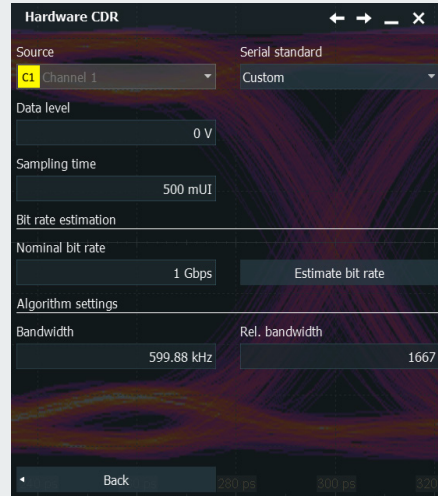 Hardware CDR
Source Serial standard
C1 Channel 1 Custom
Data level
0 V
Sampling time
500 mUI
Bit rate estimation
Nominal bit rate
1 Gbps Estimate bit rate
Algorithm settings
Bandwidth Rel. bandwidth
599.88 kHz 1667
Back
280 ps 300 ps 320